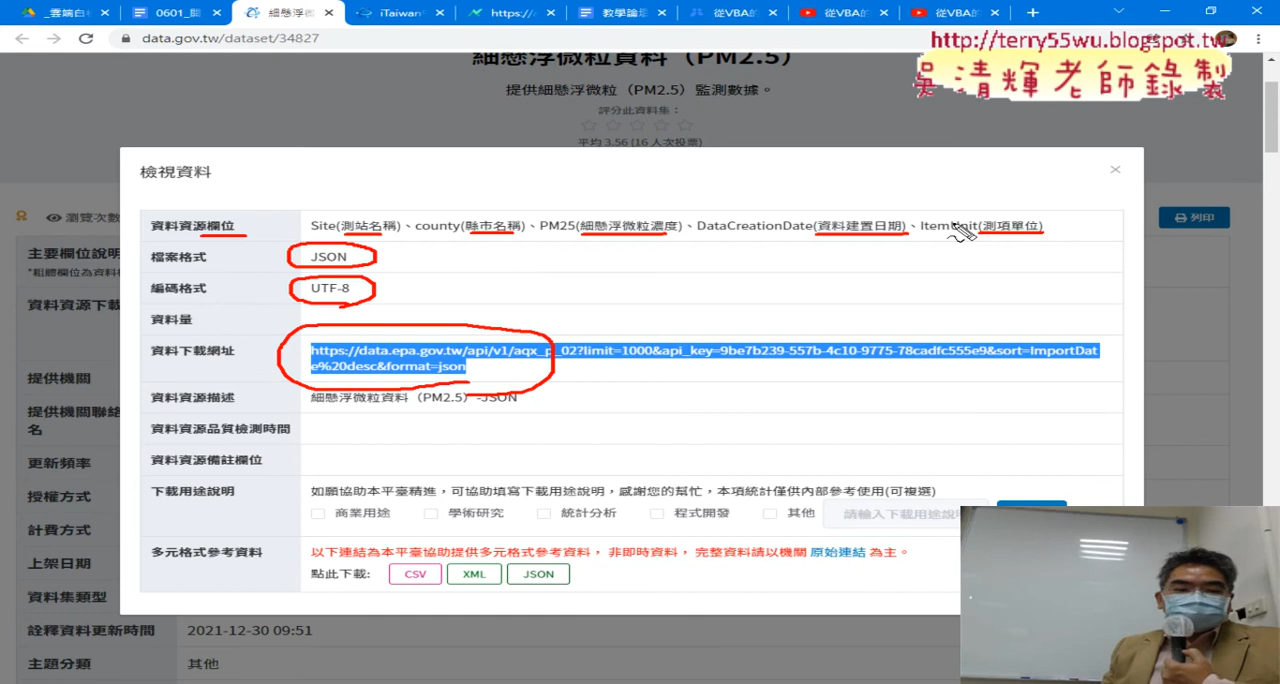 _雲端白板
0601_
細懸浮微
iTaiwan
https://
教學論壇
從VBA的
從VBA的
從VBA的
data.gov.tw/dataset/34827
http://terry55wu.blogspot.tw
吳清輝老師錄製
細懸浮微粒資料（PM2.5）
提供細懸浮微粒（PM2.5）監測數據。
評分此資料集：
平均 3.56 (16 人次投票)
檢視資料
瀏覽次數
列印
主要欄位說明
*粗體欄位為資料標
資料資源下載
提供機關
提供機關聯絡
名
更新頻率
授權方式
計費方式
上架日期
資料集類型
詮釋資料更新時間 2021-12-30 09:51
主題分類 其他
資料資源欄位 Site(測站名稱)、county(縣市名稱)、PM25(細懸浮微粒濃度)、DataCreationDate(資料建置日期)、ItemUnit(測項單位)
檔案格式 JSON
編碼格式 UTF-8
資料量
資料下載網址 https://data.epa.gov.tw/api/v1/aqx_p_02?limit=1000&api_key=9be7b239-557b-4c10-9775-78cadfc555e9&sort=ImportDat
e%20desc&format=json
資料資源描述 細懸浮微粒資料（PM2.5）-JSON
資料資源品質檢測時間
資料資源備註欄位
下載用途說明 如願協助本平臺精進，可協助填寫下載用途說明，感謝您的幫忙，本項統計僅供內部參考使用(可複選)
商業用途 學術研究 統計分析 程式開發 其他 請輸入下載用途說
多元格式參考資料 以下連結為本平臺協助提供多元格式參考資料， 非即時資料， 完整資料請以機關 原始連結 為主。
點此下載: CSV XML JSON